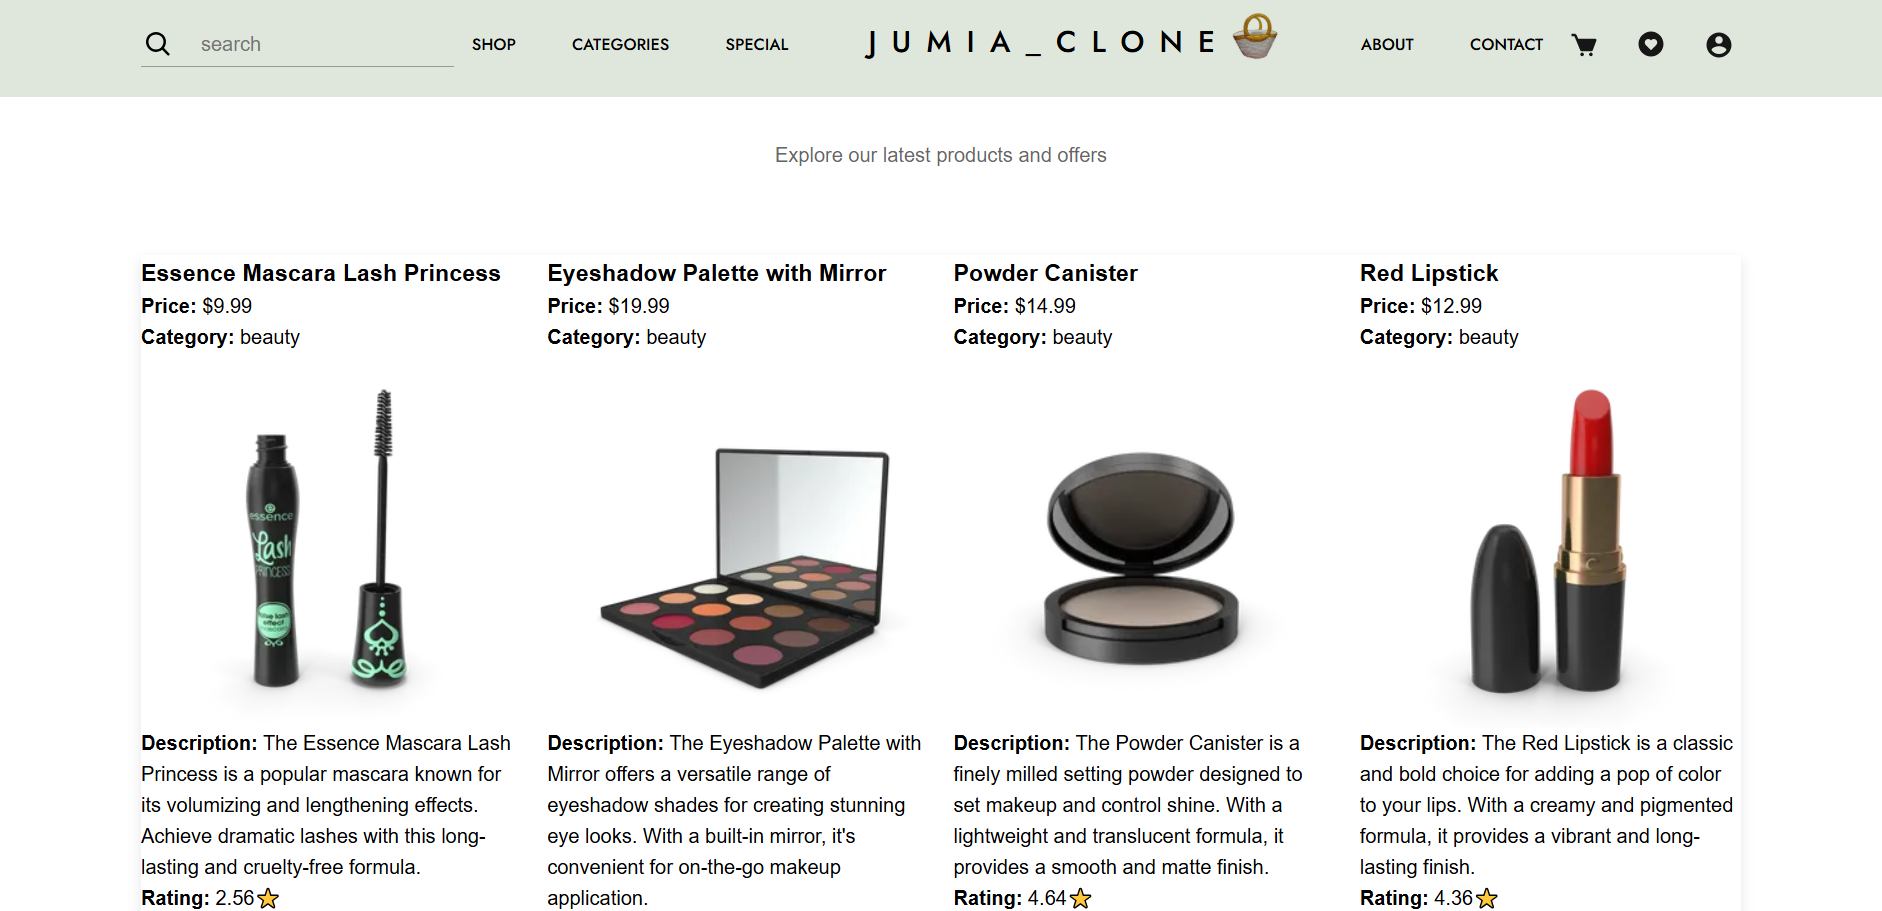 search
SHOP
CATEGORIES
SPECIAL
JUMIA_CLONE
ABOUT
CONTACT
Explore our latest products and offers
Essence Mascara Lash Princess
Price: $9.99
Category: beauty
essence
Lash
PRINCESS
effect
Description: The Essence Mascara Lash
Princess is a popular mascara known for
its volumizing and lengthening effects.
Achieve dramatic lashes with this long-
lasting and cruelty-free formula.
Rating: 2.56⭐
Eyeshadow Palette with Mirror
Price: $19.99
Category: beauty
Description: The Eyeshadow Palette with
Mirror offers a versatile range of
eyeshadow shades for creating stunning
eye looks. With a built-in mirror, it's
convenient for on-the-go makeup
application.
Powder Canister
Price: $14.99
Category: beauty
Description: The Powder Canister is a
finely milled setting powder designed to
set makeup and control shine. With a
lightweight and translucent formula, it
provides a smooth and matte finish.
Rating: 4.64⭐
Red Lipstick
Price: $12.99
Category: beauty
Description: The Red Lipstick is a classic
and bold choice for adding a pop of color
to your lips. With a creamy and pigmented
formula, it provides a vibrant and long-
lasting finish.
Rating: 4.36⭐